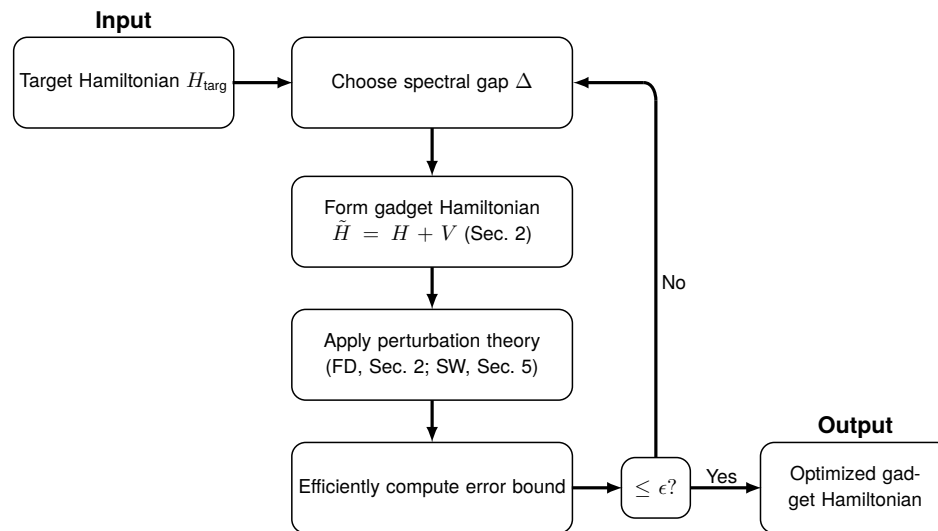 Input
Target Hamiltonian H_targ
Choose spectral gap Δ
Form gadget Hamiltonian
H̃ = H + V (Sec. 2)
No
Apply perturbation theory
(FD, Sec. 2; SW, Sec. 5)
Efficiently compute error bound
≤ ϵ?
Yes
Output
Optimized gad-
get Hamiltonian